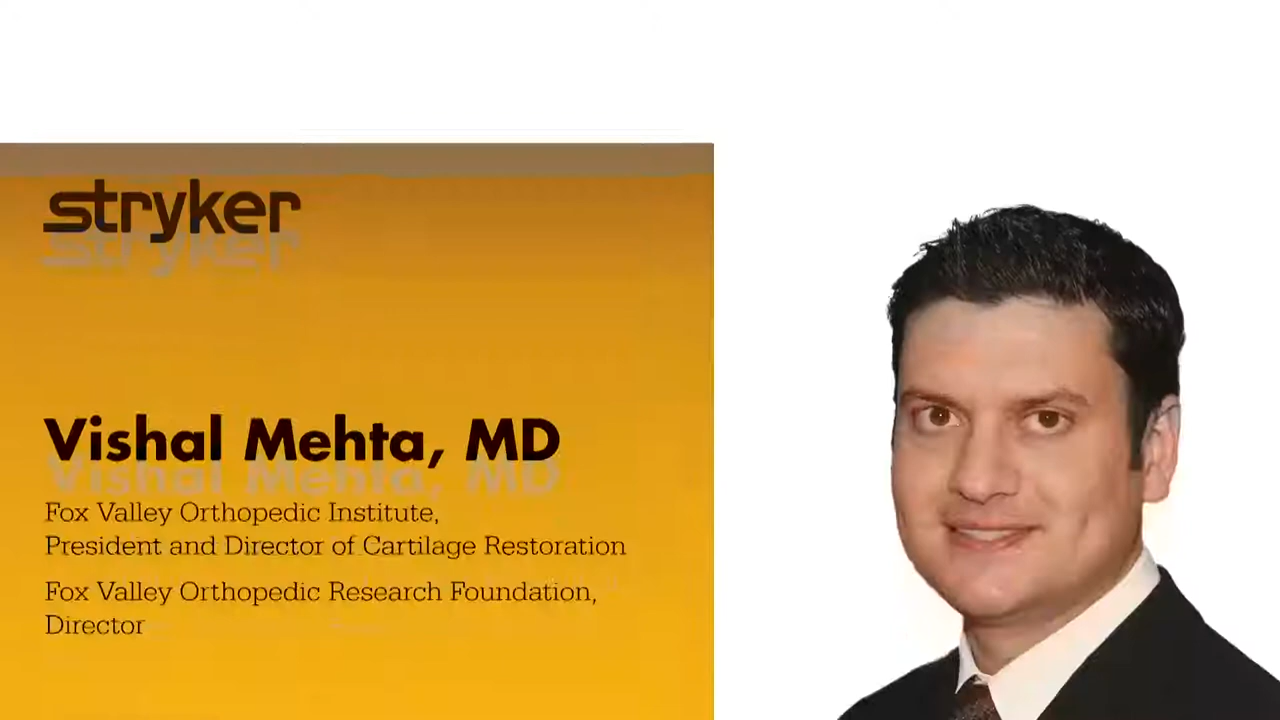 stryker
Vishal Mehta, MD
Fox Valley Orthopedic Institute,
President and Director of Cartilage Restoration
Fox Valley Orthopedic Research Foundation,
Director